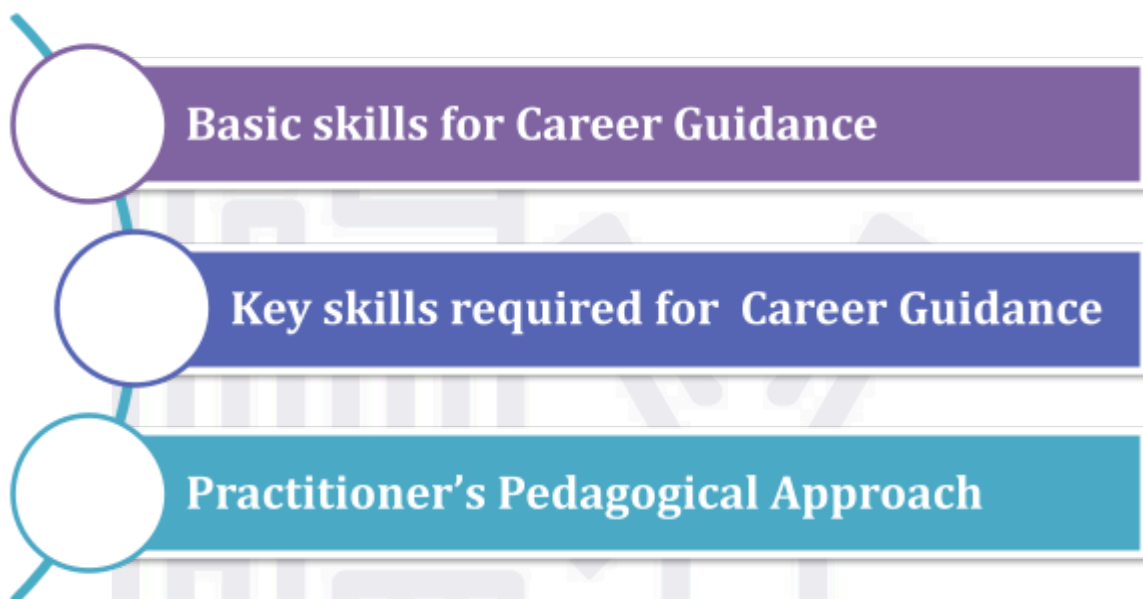 Basic skills for Career Guidance
Key skills required for  Career Guidance
Practitioner’s Pedagogical Approach